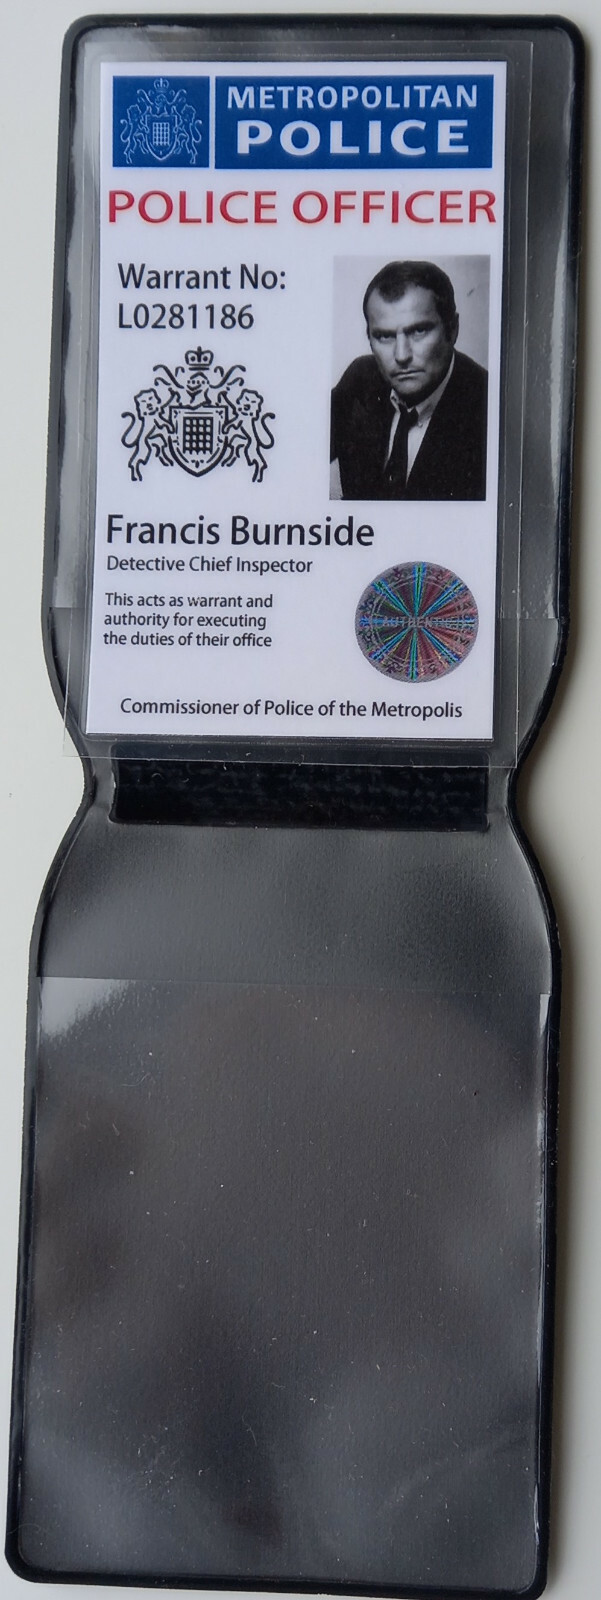 METROPOLITAN
POLICE
POLICE OFFICER
Warrant No:
L0281186
Francis Burnside
Detective Chief Inspector
This acts as warrant and
authority for executing
the duties of their office
Commissioner of Police of the Metropolis